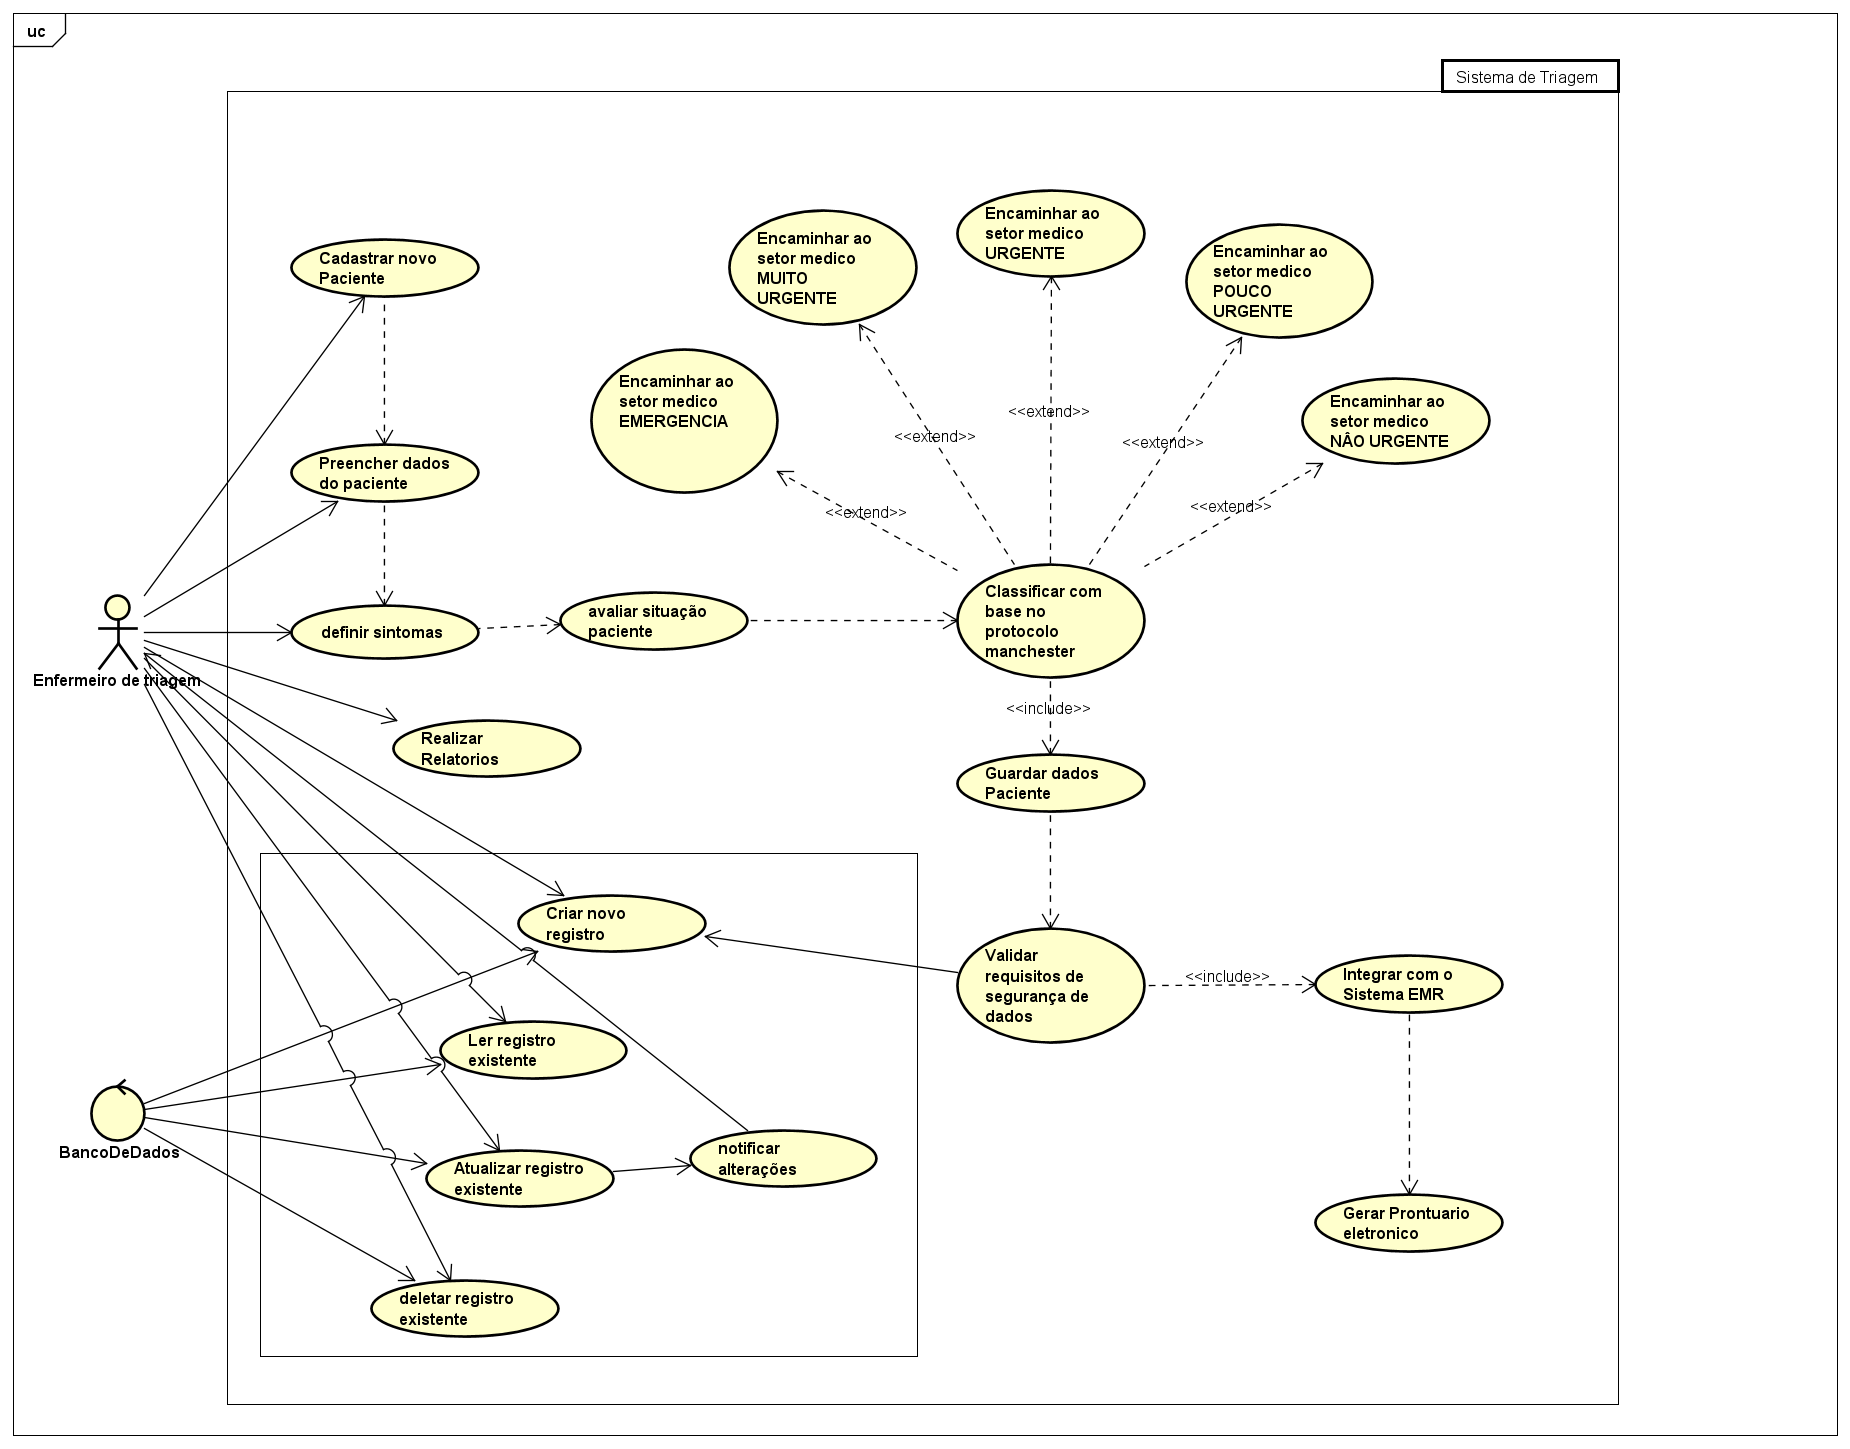 uc
Sistema de Triagem
Cadastrar novo
Paciente
Encaminhar ao
setor medico
MUITO
URGENTE
Encaminhar ao
setor medico
URGENTE
Encaminhar ao
setor medico
POUCO
URGENTE
Encaminhar ao
setor medico
EMERGENCIA
Encaminhar ao
setor medico
NÂO URGENTE
<<extend>>
<<extend>>
<<extend>>
<<extend>>
<<extend>>
Preencher dados
do paciente
definir sintomas
avaliar situação
paciente
Classificar com
base no
protocolo
manchester
Enfermeiro de triagem
<<include>>
Realizar
Relatorios
Guardar dados
Paciente
Criar novo
registro
Validar
requisitos de
segurança de
dados
<<include>>
Integrar com o
Sistema EMR
Ler registro
existente
BancoDeDados
Atualizar registro
existente
notificar
alterações
Gerar Prontuario
eletronico
deletar registro
existente